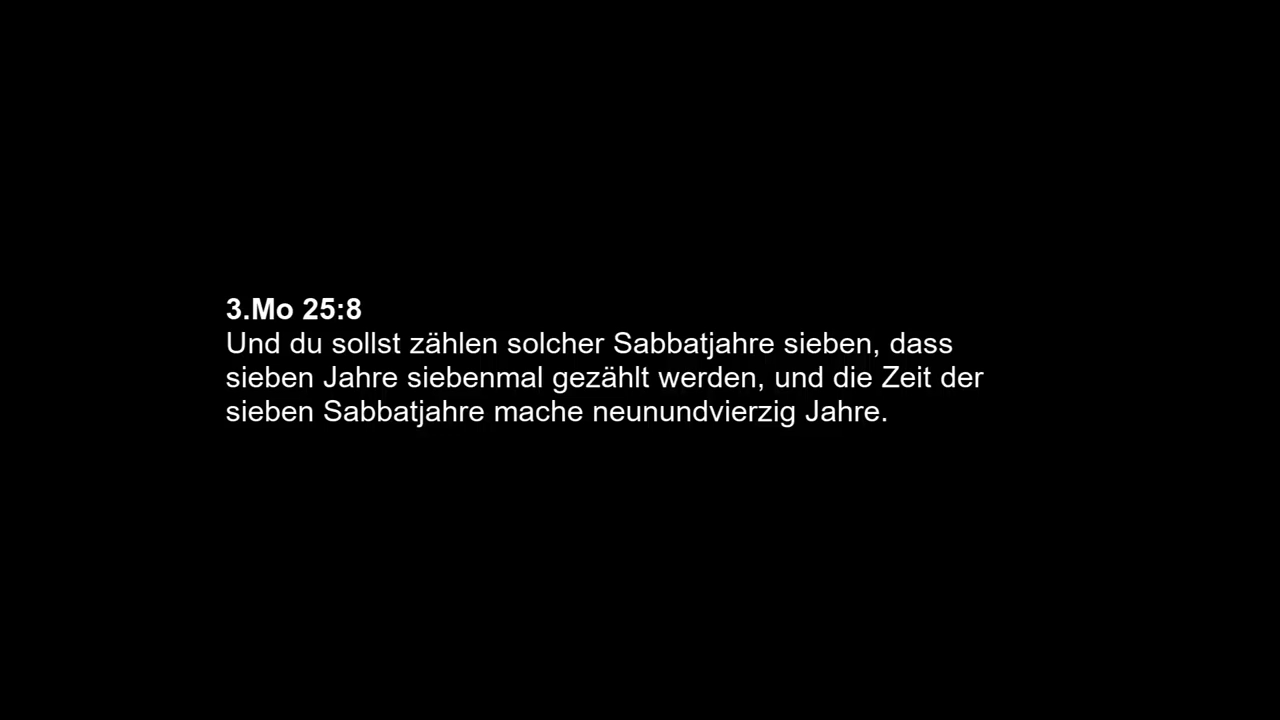 3.Mo 25:8
Und du sollst zählen solcher Sabbatjahre sieben, dass
sieben Jahre siebenmal gezählt werden, und die Zeit der
sieben Sabbatjahre mache neunundvierzig Jahre.